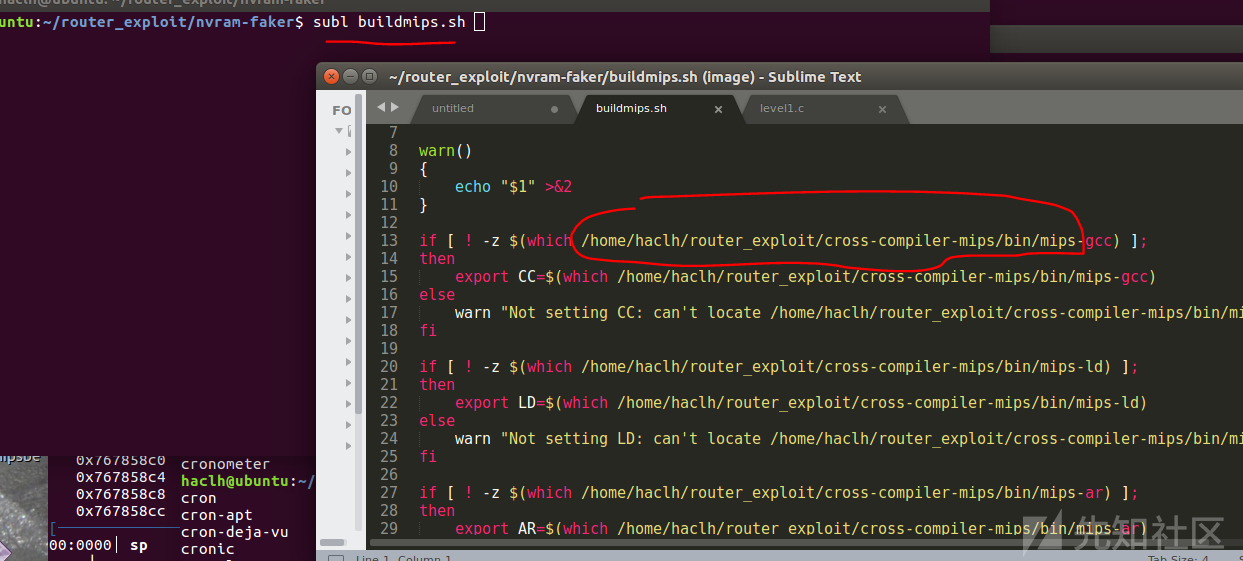 ubuntu:~/router_exploit/nvram-faker$ subl buildmips.sh
~/router_exploit/nvram-faker/buildmips.sh (image) - Sublime Text
FO
untitled
buildmips.sh
level1.c
7
8 warn()
9 {
10 echo "$1" >&2
11 }
12
13 if [ ! -z $(which /home/haclh/router_exploit/cross-compiler-mips/bin/mips-gcc) ];
14 then
15 export CC=$(which /home/haclh/router_exploit/cross-compiler-mips/bin/mips-gcc)
16 else
17 warn "Not setting CC: can't locate /home/haclh/router_exploit/cross-compiler-mips/bin/mi
18 fi
19
20 if [ ! -z $(which /home/haclh/router_exploit/cross-compiler-mips/bin/mips-ld) ];
21 then
22 export LD=$(which /home/haclh/router_exploit/cross-compiler-mips/bin/mips-ld)
23 else
24 warn "Not setting LD: can't locate /home/haclh/router_exploit/cross-compiler-mips/bin/mi
25 fi
26
27 if [ ! -z $(which /home/haclh/router_exploit/cross-compiler-mips/bin/mips-ar) ];
28 then
29 export AR=$(which /home/haclh/router_exploit/cross-compiler-mips/bin/mips-ar)
Line 1, Column 1
Tab Size: 4
0x767858c0
0x767858c4
0x767858c8
0x767858cc
00:0000| sp
cronometer
haclh@ubuntu:~/
cron
cron-apt
cron-deja-vu
cronic
先知社区